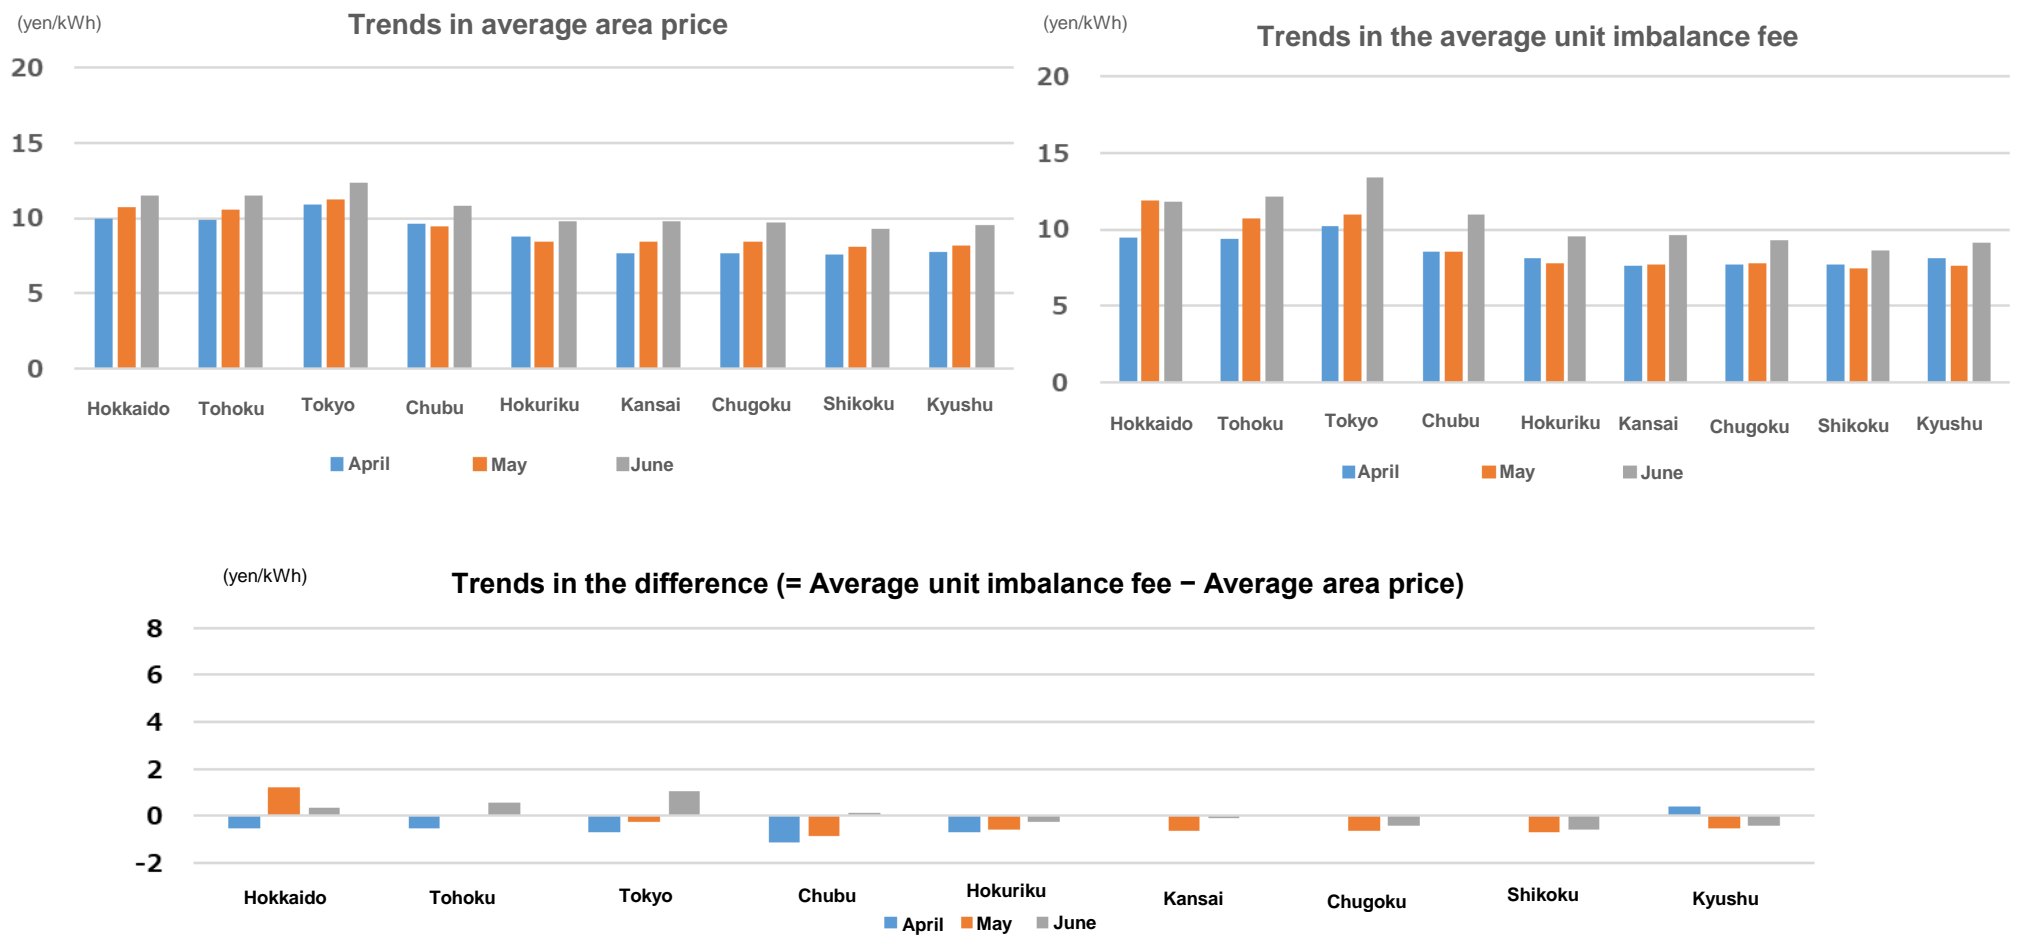 (yen/kWh)
Trends in average area price
20
15
10
5
0
Hokkaido Tohoku Tokyo Chubu Hokuriku Kansai Chugoku Shikoku Kyushu
April May June
(yen/kWh)
Trends in the average unit imbalance fee
20
15
10
5
0
Hokkaido Tohoku Tokyo Chubu Hokuriku Kansai Chugoku Shikoku Kyushu
April May June
(yen/kWh)
Trends in the difference (= Average unit imbalance fee − Average area price)
8
6
4
2
0
-2
Hokkaido Tohoku Tokyo Chubu Hokuriku Kansai Chugoku Shikoku Kyushu
April May June